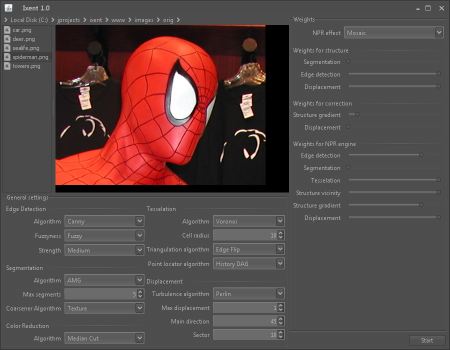 Ixent 1.0
Local Disk (C:) projects ixent www images orig
car.png
deer.png
sealife.png
spiderman.png
towers.png
Weights
NPR effect Mosaic
Weights for structure
Segmentation
Edge detection
Displacement
Weights for correction
Structure gradient
Displacement
Weights for NPR engine
Edge detection
Segmentation
Tesselation
Structure vicinity
Structure gradient
Displacement
General settings
Edge Detection
Algorithm Canny
Fuzzyness Fuzzy
Strength Medium
Segmentation
Algorithm AMG
Max segments 5
Coarsener Algorithm Texture
Color Reduction
Algorithm Median Cut
Tesselation
Algorithm Voronoi
Cell radius
Triangulation algorithm Edge Flip
Point locator algorithm History DAG
Displacement
Turbulence algorithm Perlin
Max displacement
Main direction 45
Sector
Start